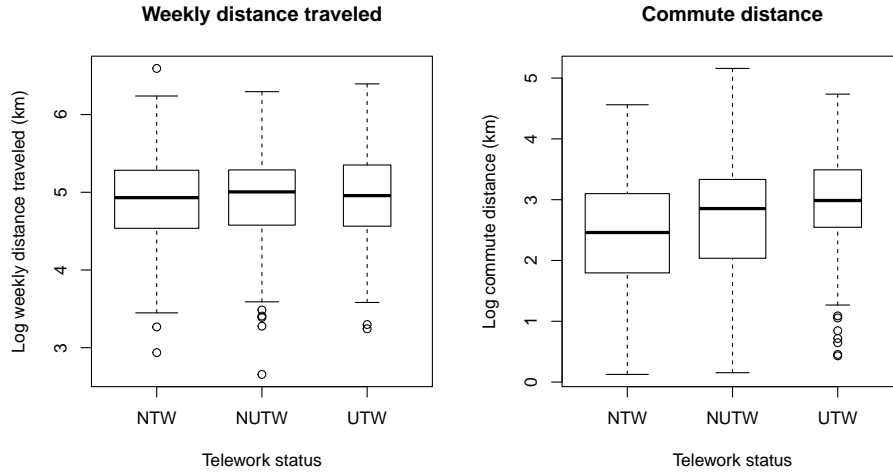 Weekly distance traveled
Log weekly distance traveled (km)
6
5
4
3
NTW NUTW UTW
Telework status
Commute distance
Log commute distance (km)
5
4
3
2
1
0
NTW NUTW UTW
Telework status